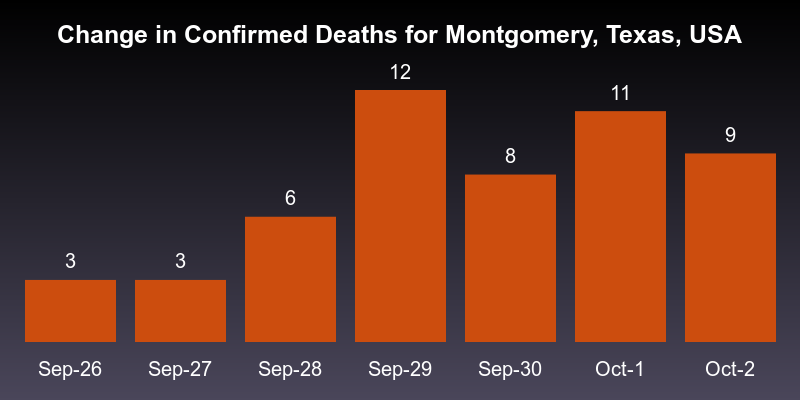 Change in Confirmed Deaths for Montgomery, Texas, USA
3 3 6 12 8 11 9
Sep-26 Sep-27 Sep-28 Sep-29 Sep-30 Oct-1 Oct-2